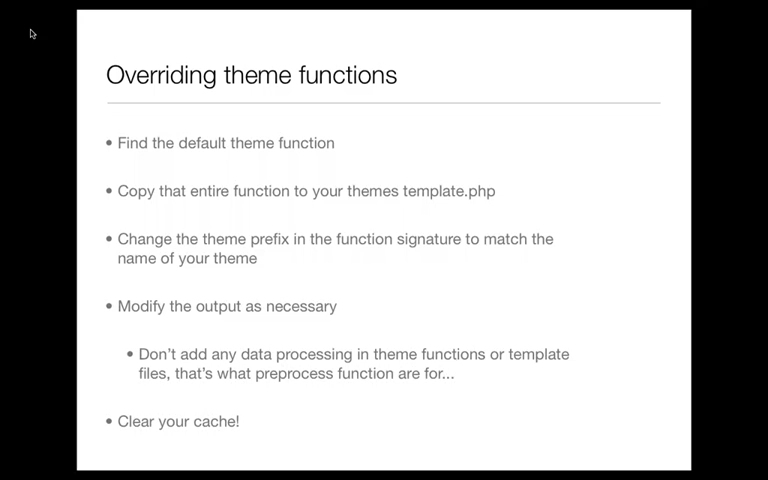 Overriding theme functions
• Find the default theme function
• Copy that entire function to your themes template.php
• Change the theme prefix in the function signature to match the
name of your theme
• Modify the output as necessary
• Don't add any data processing in theme functions or template
files, that's what preprocess function are for...
• Clear your cache!